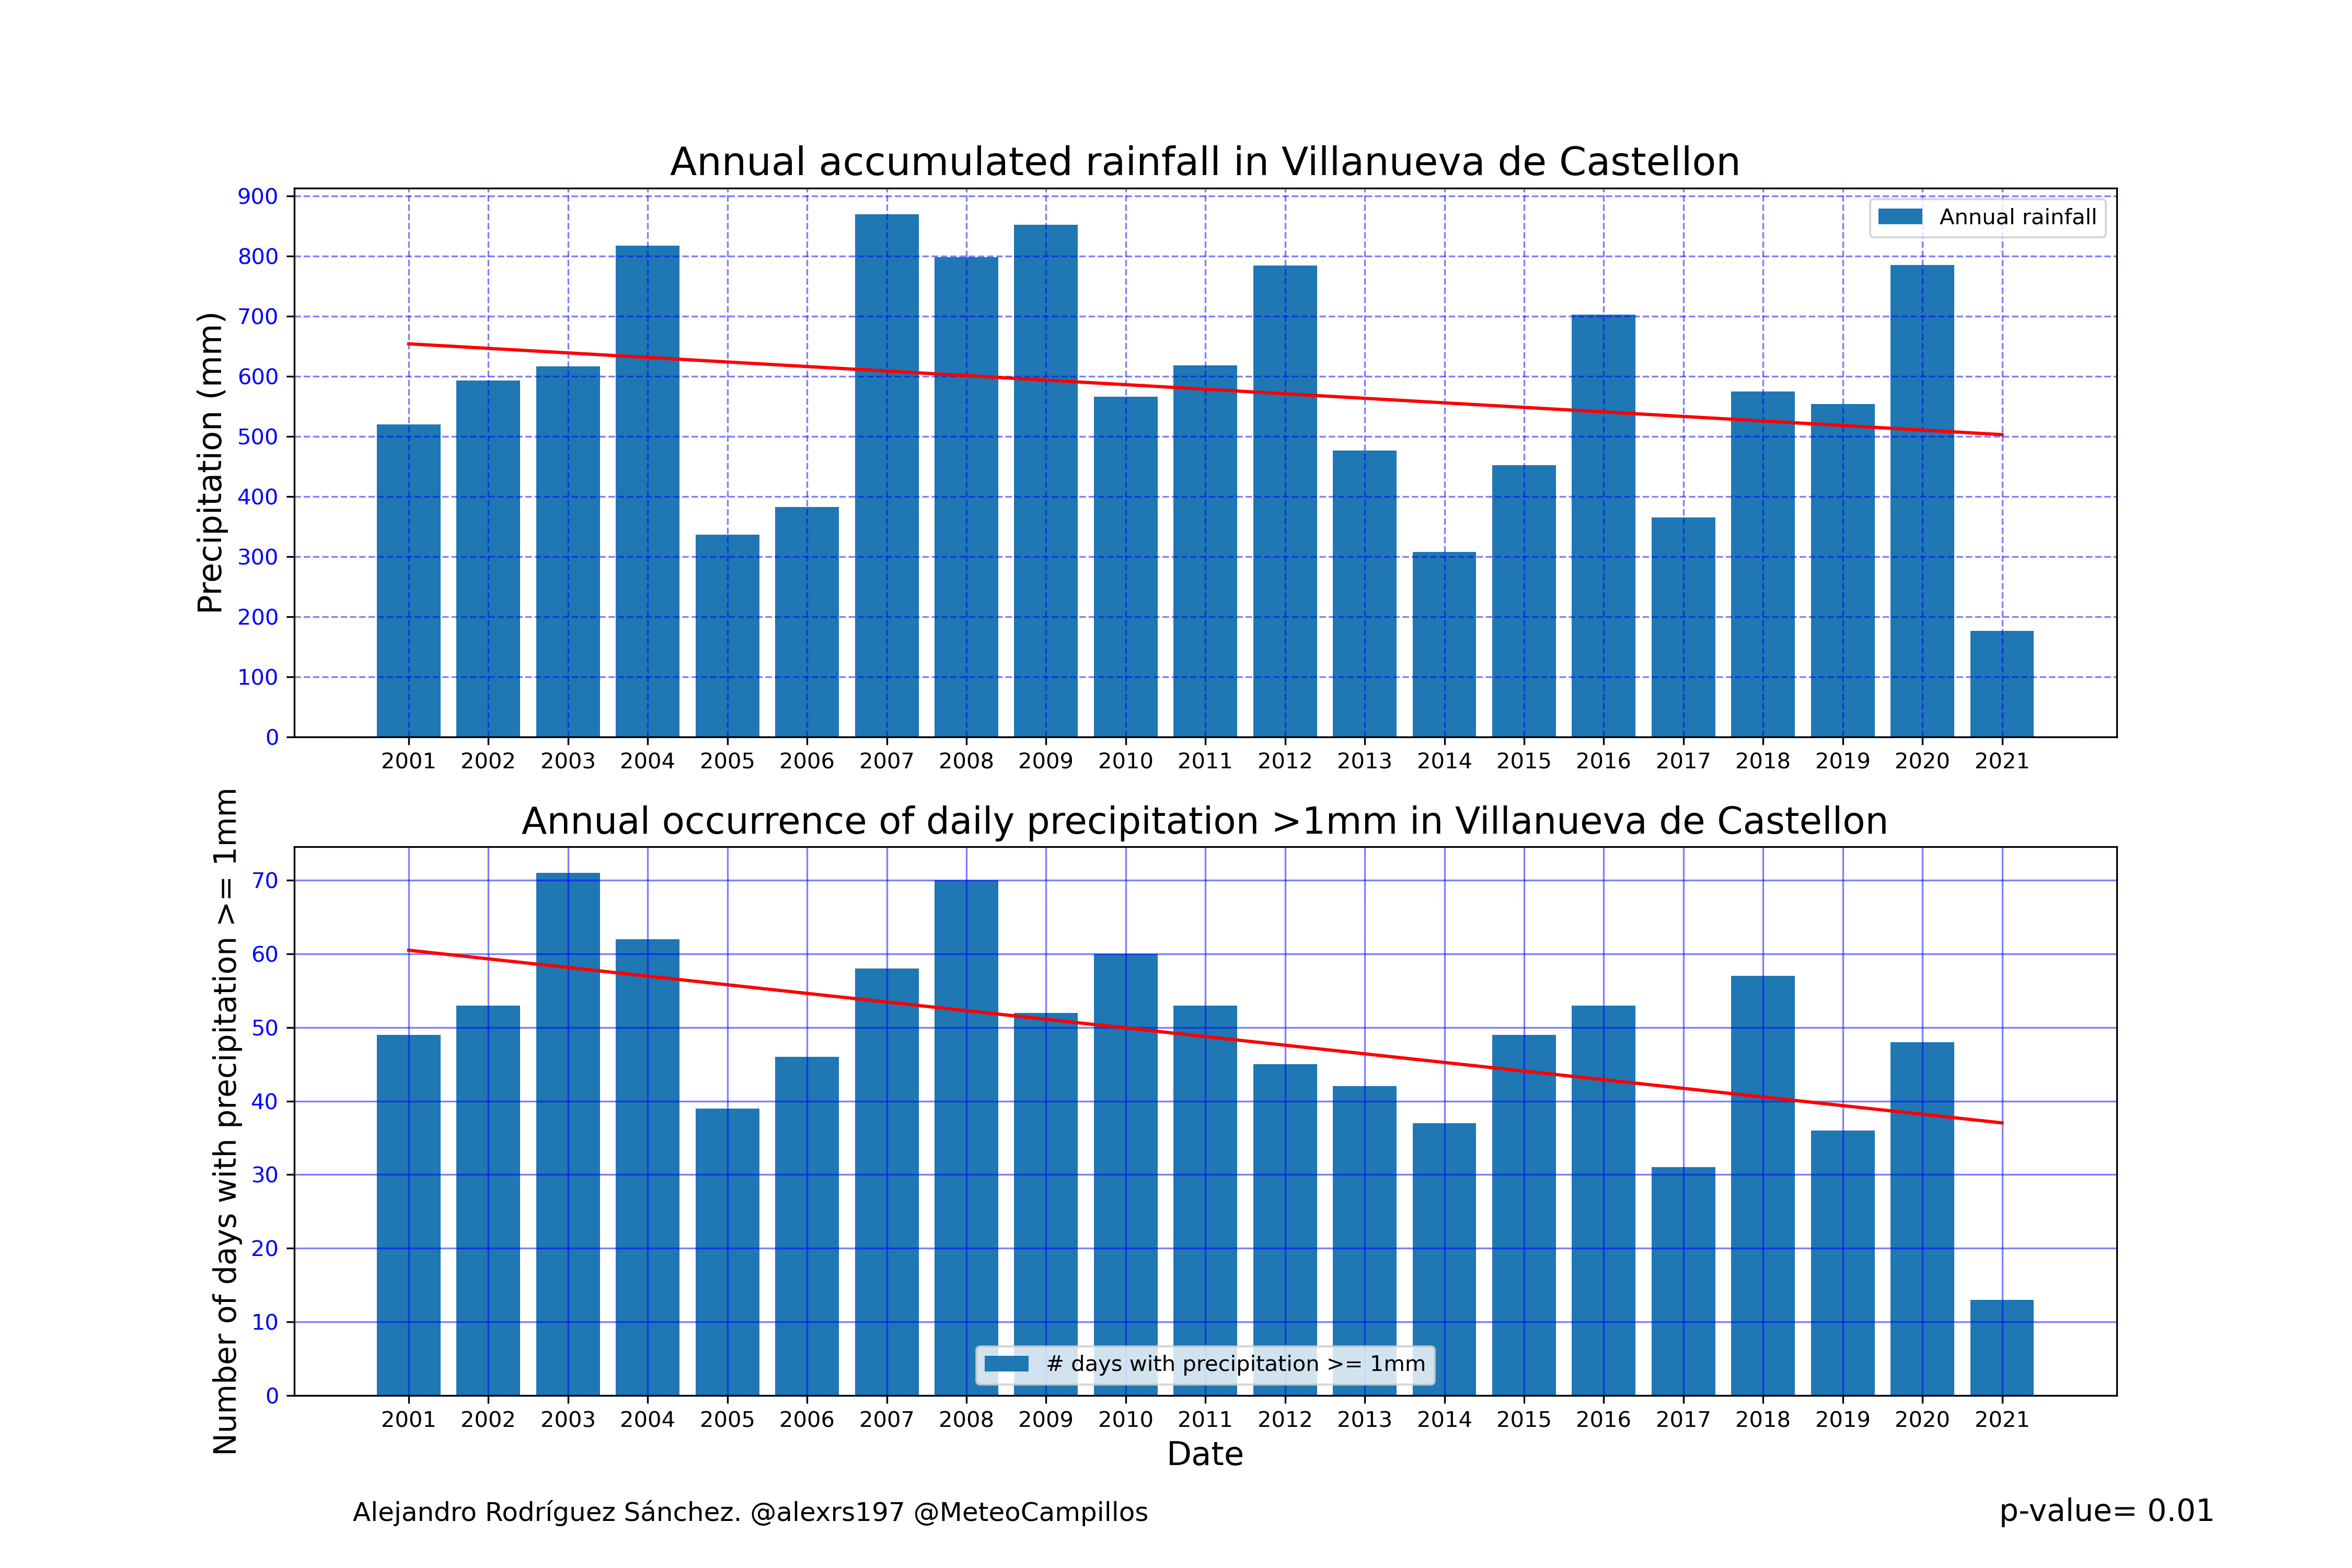 Annual accumulated rainfall in Villanueva de Castellon
Precipitation (mm)
900
800
700
600
500
400
300
200
100
0
Annual rainfall
2001 2002 2003 2004 2005 2006 2007 2008 2009 2010 2011 2012 2013 2014 2015 2016 2017 2018 2019 2020 2021
Annual occurrence of daily precipitation >1mm in Villanueva de Castellon
Number of days with precipitation >= 1mm
70
60
50
40
30
20
10
0
# days with precipitation >= 1mm
2001 2002 2003 2004 2005 2006 2007 2008 2009 2010 2011 2012 2013 2014 2015 2016 2017 2018 2019 2020 2021
Date
Alejandro Rodríguez Sánchez. @alexrs197 @MeteoCampillos
p-value= 0.01